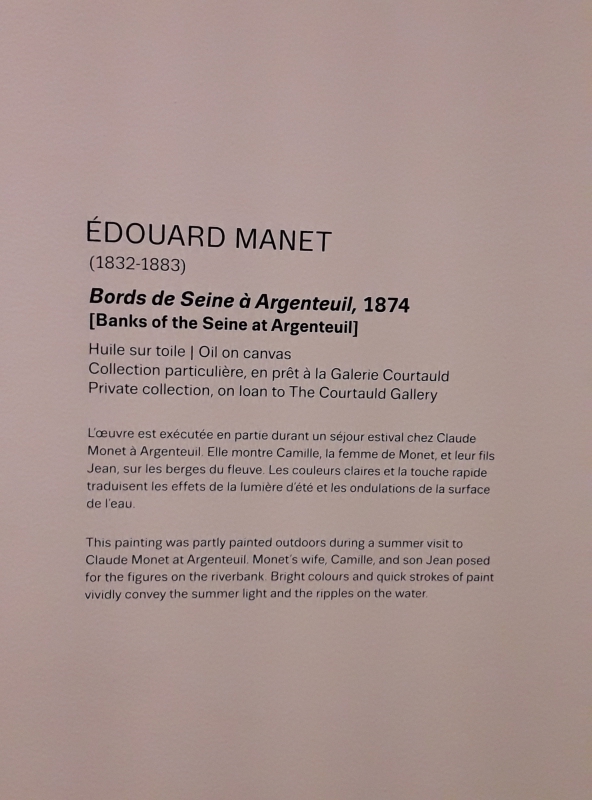 ÉDOUARD MANET
(1832-1883)
Bords de Seine à Argenteuil, 1874
[Banks of the Seine at Argenteuil]
Huile sur toile | Oil on canvas
Collection particulière, en prêt à la Galerie Courtauld
Private collection, on loan to The Courtauld Gallery
L'œuvre est exécutée en partie durant un séjour estival chez Claude
Monet à Argenteuil. Elle montre Camille, la femme de Monet, et leur fils
Jean, sur les berges du fleuve. Les couleurs claires et la touche rapide
traduisent les effets de la lumière d'été et les ondulations de la surface
de l'eau.
This painting was partly painted outdoors during a summer visit to
Claude Monet at Argenteuil. Monet's wife, Camille, and son Jean posed
for the figures on the riverbank. Bright colours and quick strokes of paint
vividly convey the summer light and the ripples on the water.